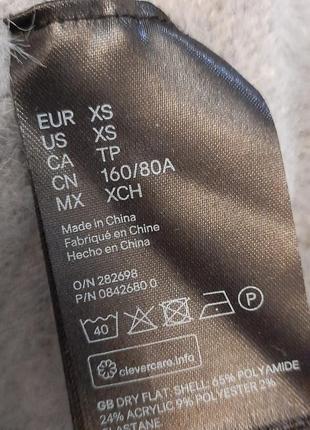 EUR XS
US XS
CA TP
CN 160/80A
MX XCH
Made in China
Fabriqué en Chine
Hecho en China
O/N 282698
P/N 0842680 0
40 P
clevercare.info
GB DRY FLAT: SHELL: 65% POLYAMIDE
24% ACRYLIC 9% POLYESTER 2%
ELASTANE.